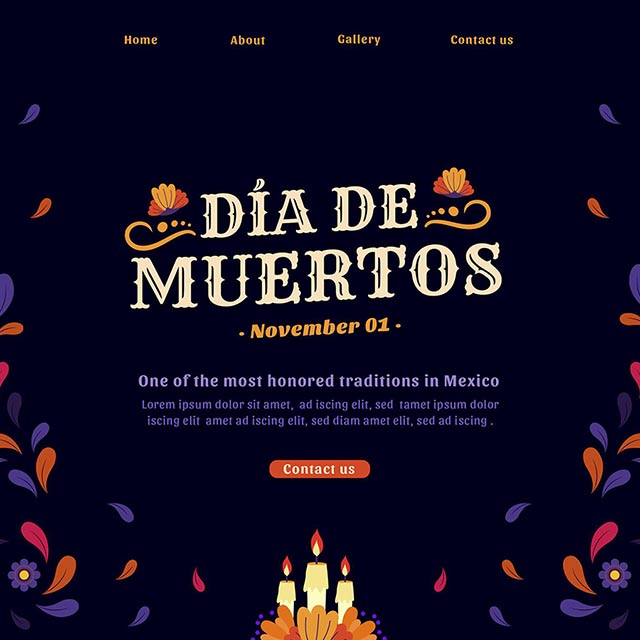 Home About Gallery Contact us
DÍA DE
MUERTOS
· November 01 ·
One of the most honored traditions in Mexico
Lorem ipsum dolor sit amet, ad iscing elit, sed tamet ipsum dolor
iscing elit amet ad iscing elit, sed diam amet elit, sed ad iscing .
Contact us